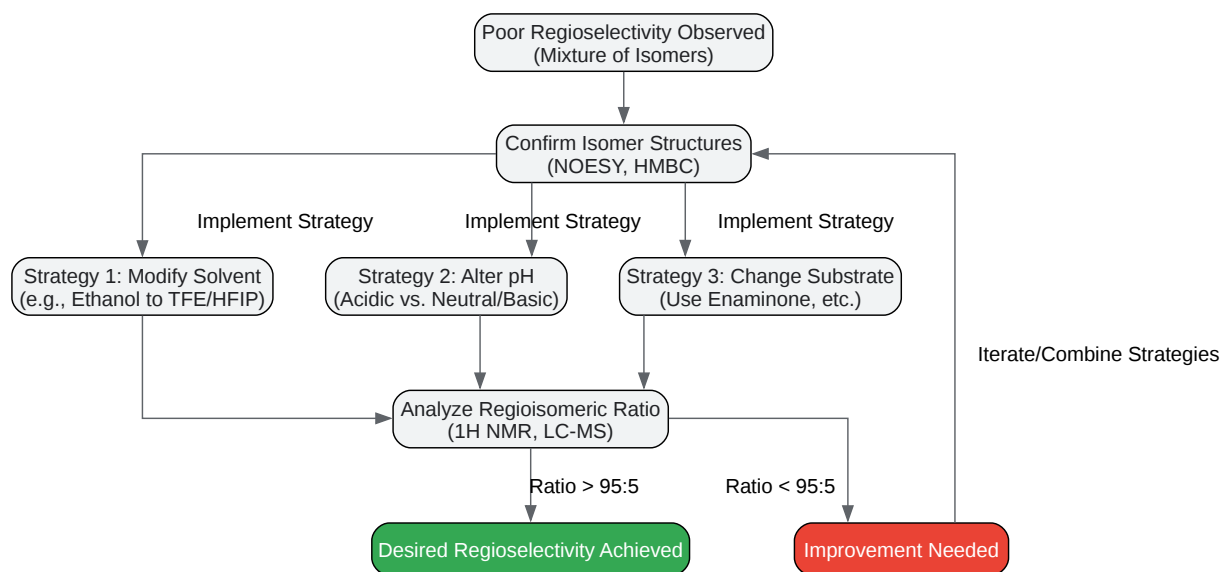 Poor Regioselectivity Observed
(Mixture of Isomers)
Confirm Isomer Structures
(NOESY, HMBC)
Implement Strategy
Implement Strategy
Implement Strategy
Strategy 1: Modify Solvent
(e.g., Ethanol to TFE/HFIP)
Strategy 2: Alter pH
(Acidic vs. Neutral/Basic)
Strategy 3: Change Substrate
(Use Enaminone, etc.)
Iterate/Combine Strategies
Analyze Regioisomeric Ratio
(1H NMR, LC-MS)
Ratio > 95:5
Ratio < 95:5
Desired Regioselectivity Achieved
Improvement Needed